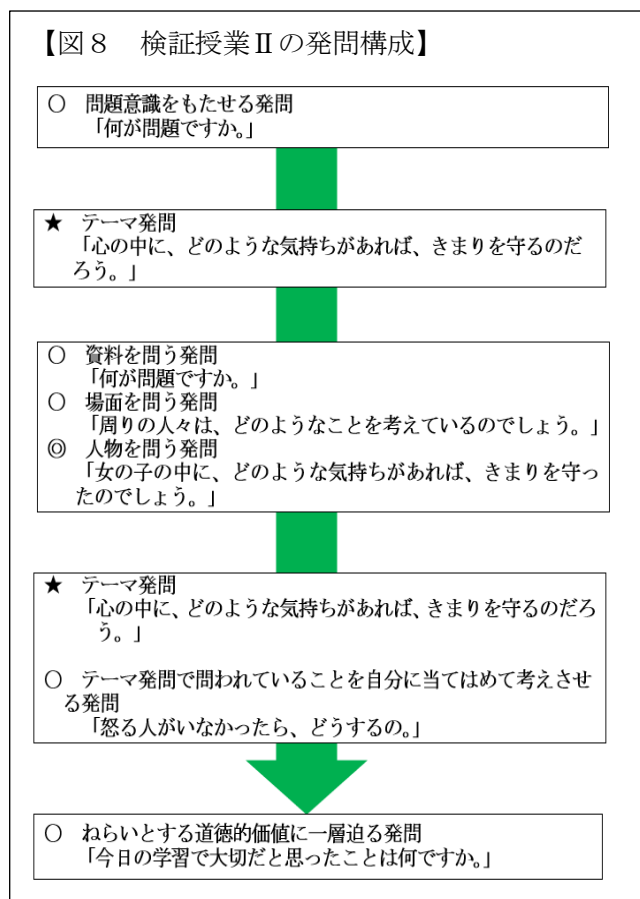 【図８　検証授業Ⅱの発問構成】
○　問題意識をもたせる発問
「何が問題ですか。」
★　テーマ発問
「心の中に、どのような気持ちがあれば、きまりを守るのだ
ろう。」
○　資料を問う発問
「何が問題ですか。」
○　場面を問う発問
「周りの人々は、どのようなことを考えているのでしょう。」
◎　人物を問う発問
「女の子の中に、どのような気持ちがあれば、きまりを守っ
たのでしょう。」
★　テーマ発問
「心の中に、どのような気持ちがあれば、きまりを守るのだろ
う。」
○　テーマ発問で問われていることを自分に当てはめて考えさせ
る発問
「怒る人がいなかったら、どうするの。」
○　ねらいとする道徳的価値に一層迫る発問
「今日の学習で大切だと思ったことは何ですか。」